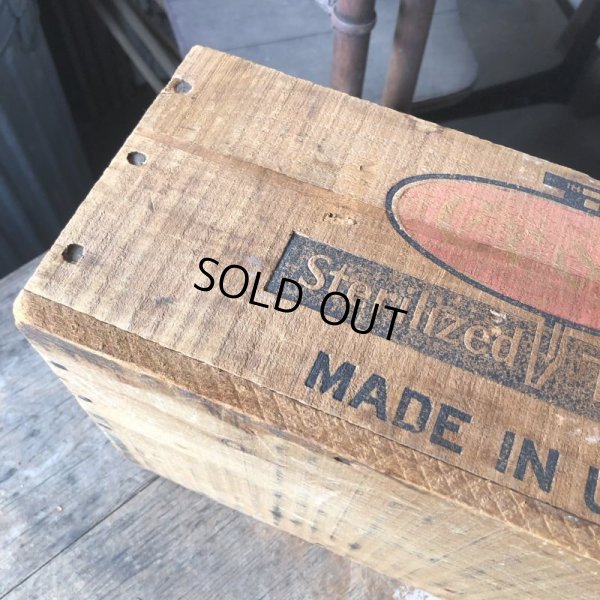 Sterilized
SOLD OUT
MADE IN U